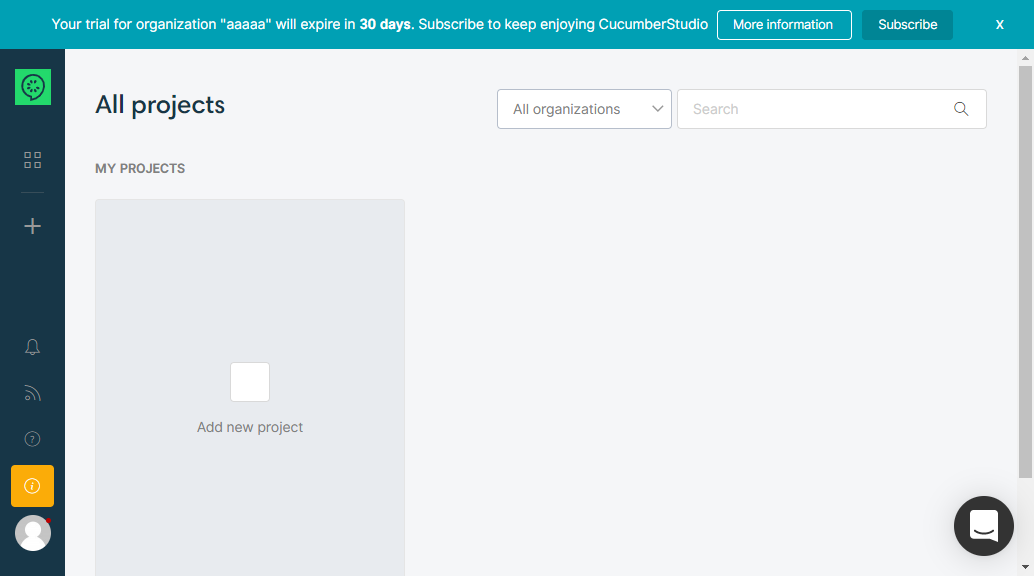 Your trial for organization "aaaaa" will expire in 30 days. Subscribe to keep enjoying CucumberStudio More information Subscribe X
All projects
All organizations
Search
MY PROJECTS
Add new project